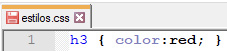 estilos.css
1 h3 { color:red; }